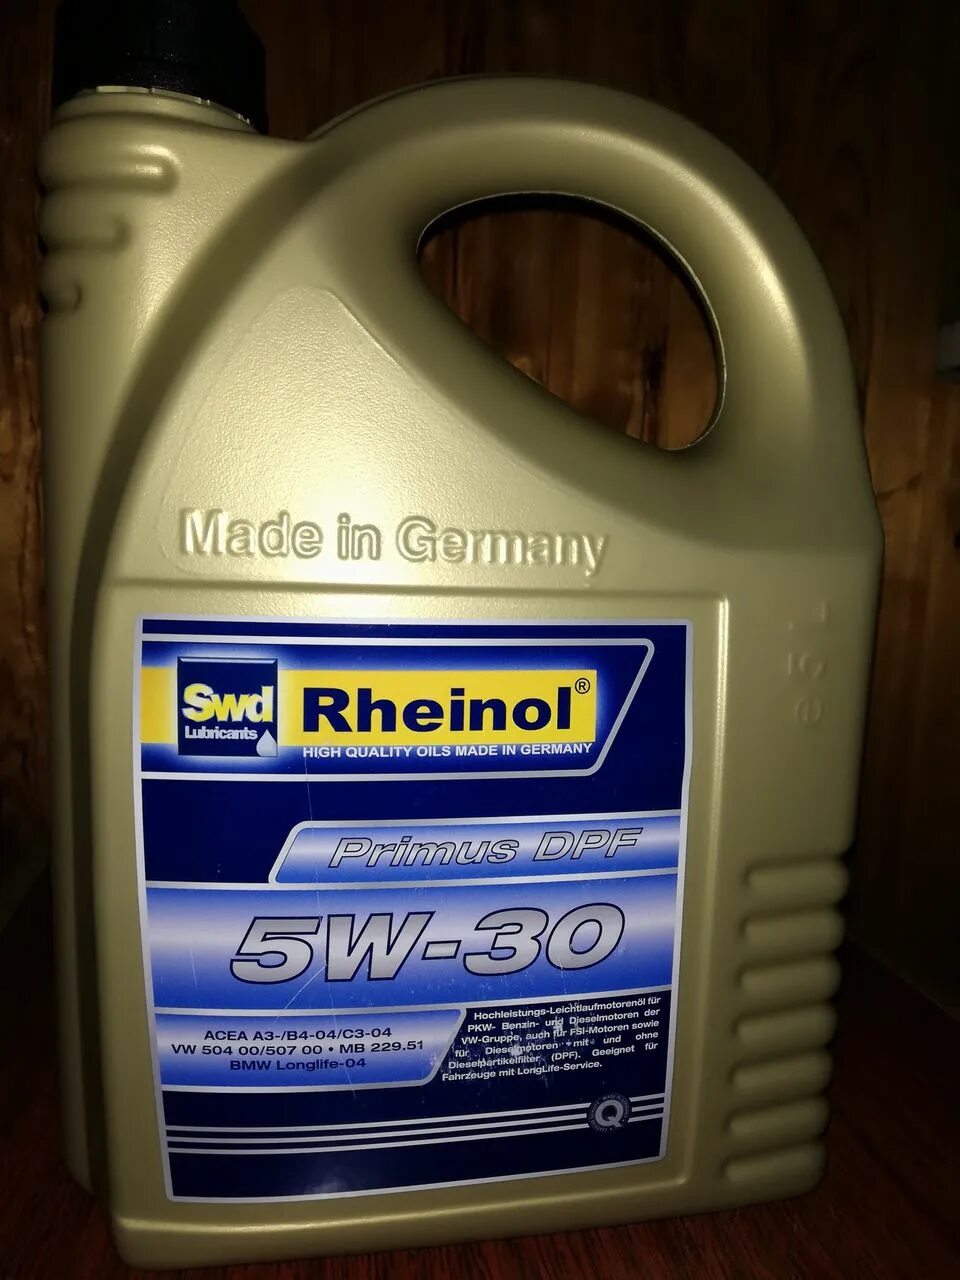 Made in Germany
e 5 L
Swd
Lubricants
Rheinol®
HIGH QUALITY OILS MADE IN GERMANY
Primus DPF
5W-30
ACEA A3-/B4-04/C3-04
VW 504 00/507 00 • MB 229.51
BMW Longlife-04
Hochleistungs-Leichtlaufmotorenöl für
PKW- Benzin- und Dieselmotoren der
VW-Gruppe, auch für FSI-Motoren sowie
für Dieselmotoren mit und ohne
Dieselpartikelfilter (DPF). Geeignet für
Fahrzeuge mit LongLife-Service.
Q